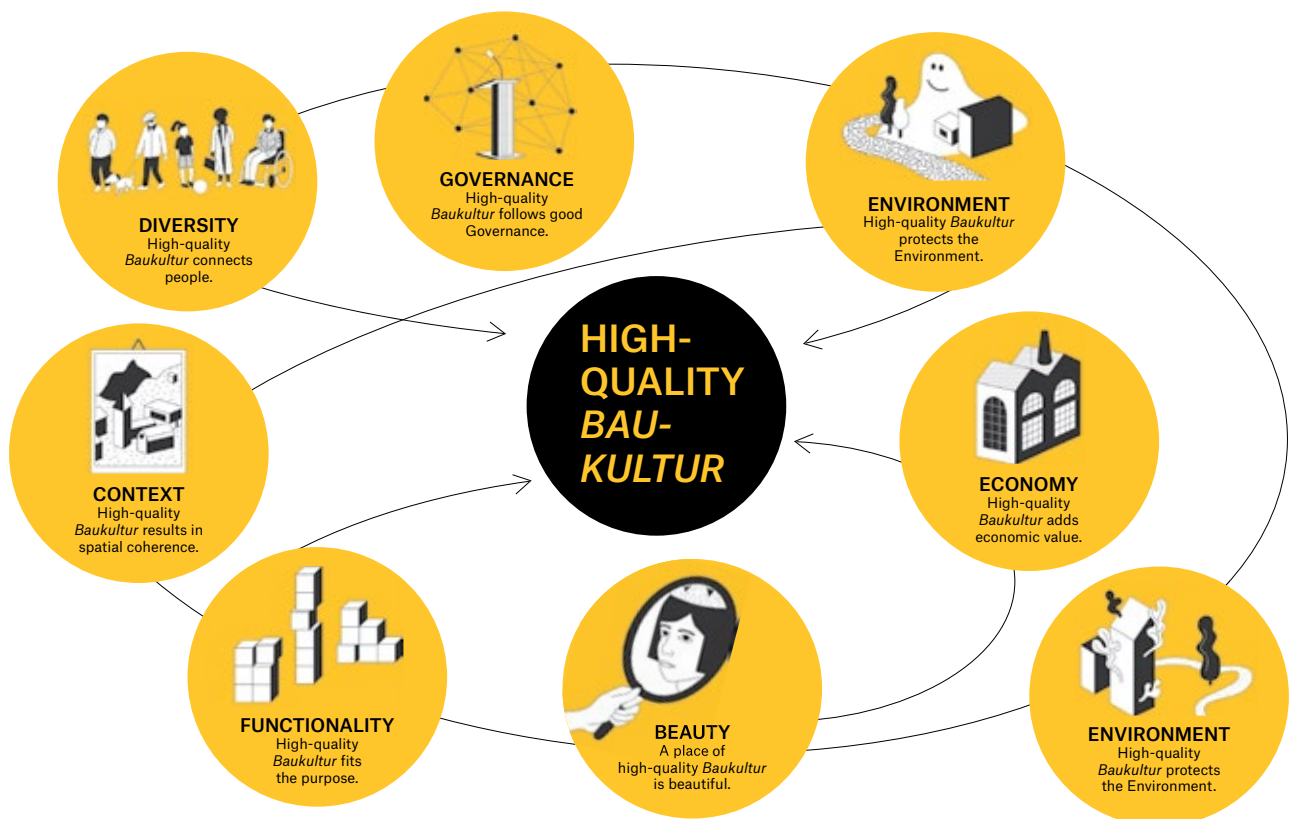 GOVERNANCE
High-quality
Baukultur follows good
Governance.
DIVERSITY
High-quality
Baukultur connects
people.
ENVIRONMENT
High-quality Baukultur
protects the
Environment.
HIGH-
QUALITY
BAU-
KULTUR
CONTEXT
High-quality
Baukultur results in
spatial coherence.
ECONOMY
High-quality
Baukultur adds
economic value.
FUNCTIONALITY
High-quality
Baukultur fits
the purpose.
BEAUTY
A place of
high-quality Baukultur
is beautiful.
ENVIRONMENT
High-quality
Baukultur protects
the Environment.